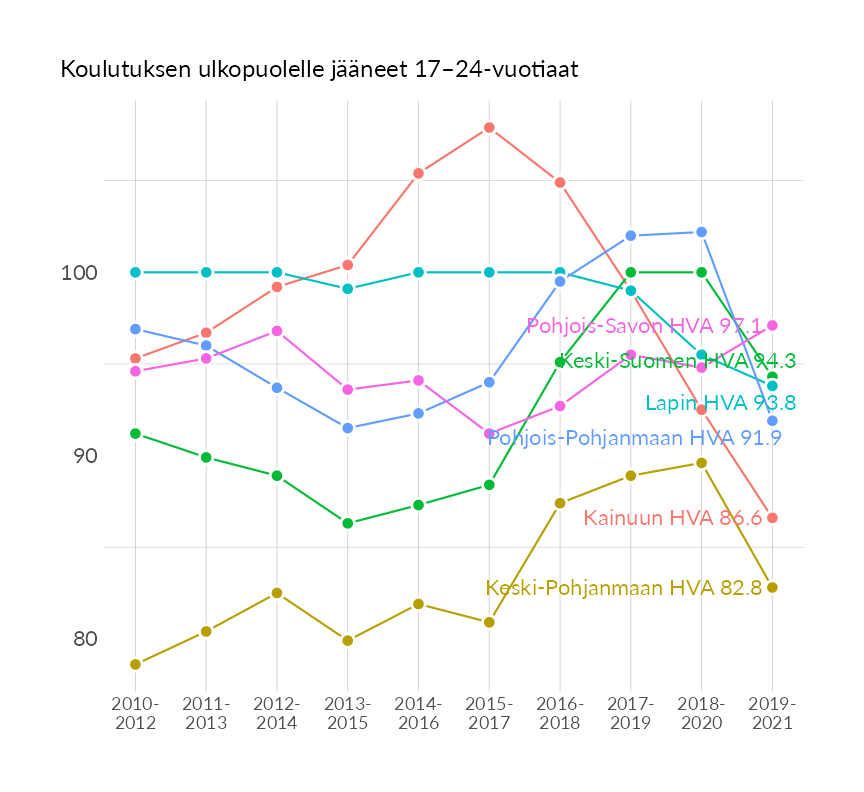 Koulutuksen ulkopuolelle jääneet 17–24-vuotiaat
100
90
80
Pohjois-Savon HVA 97.1
Keski-Suomen HVA 94.3
Lapin HVA 93.8
Pohjois-Pohjanmaan HVA 91.9
Kainuun HVA 86.6
Keski-Pohjanmaan HVA 82.8
2010- 2011- 2012- 2013- 2014- 2015- 2016- 2017- 2018- 2019-
2012 2013 2014 2015 2016 2017 2018 2019 2020 2021